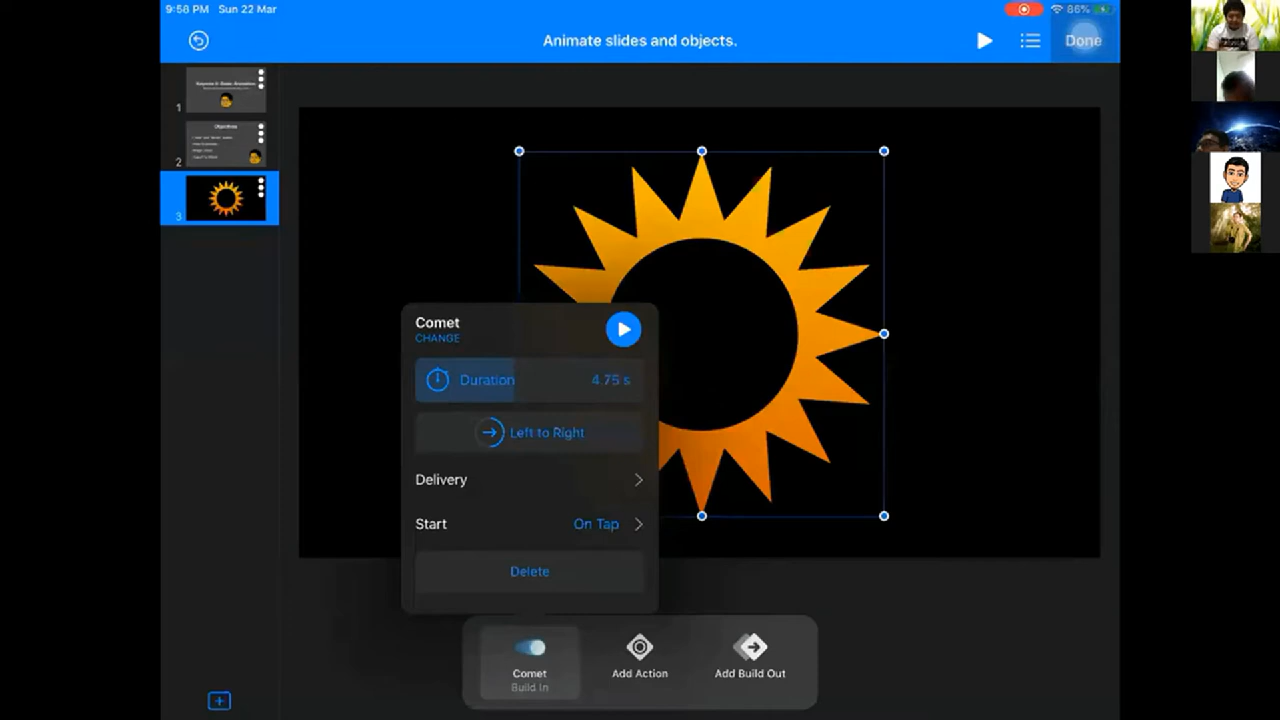 9:58 PM Sun 22 Mar
86%
Animate slides and objects.
Done
1
2
Objectives
3
Comet
CHANGE
Duration 4.75 s
Left to Right
Delivery
Start On Tap
Delete
Comet
Build In
Add Action
Add Build Out